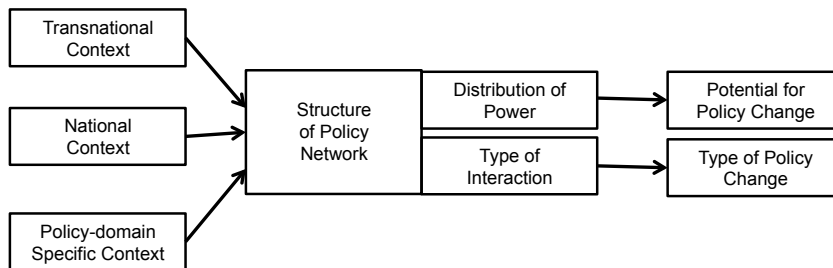 Transnational
Context
National
Context
Policy-domain
Specific Context
Structure
of Policy
Network
Distribution of
Power
Type of
Interaction
Potential for
Policy Change
Type of Policy
Change